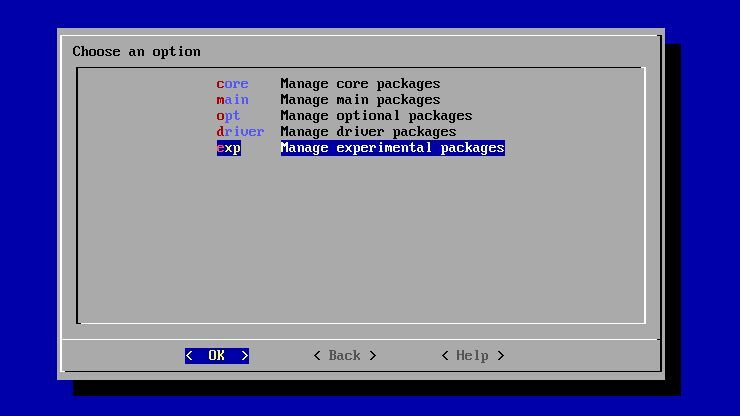 Choose an option
core Manage core packages
main Manage main packages
opt Manage optional packages
driver Manage driver packages
exp Manage experimental packages
< OK > < Back > < Help >